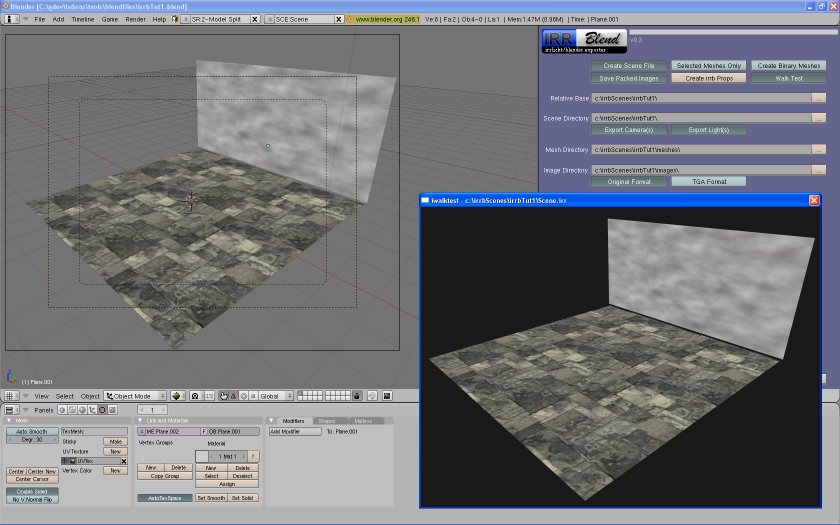 Blender [C:\gdev\tubras\tools\blendfiles\irrbTut1.blend]
File Add Timeline Game Render Help SR:2-Model Split SCE:Scene www.blender.org 246.1 Ve:6 | Fa:2 | Ob:4-0 | La:1 | Mem:1.47M (0.96M) | Time: | Plane.001
IRR Blend v0.3
irrlicht/blender exporter
Create Scene File Selected Meshes Only Create Binary Meshes
Save Packed Images Create Irrb Props Walk Test
Relative Base c:\irrbScenes\irrbTut1\ ...
Scene Directory c:\irrbScenes\irrbTut1\ ...
Export Camera(s) Export Light(s)
Mesh Directory c:\irrbScenes\irrbTut1\meshes\ ...
Image Directory c:\irrbScenes\irrbTut1\images\ ...
Original Format TGA Format
iwalktest - c:\irrbScenes\irrbTut1\Scene.irr
(1) Plane.001
View Select Object Object Mode Global
Panels 1
Mesh
Auto Smooth
Degr: 30
TexMesh:
Sticky Make
UV Texture New
UVTex
Vertex Color New
Center Center New
Center Cursor
Double Sided
No V.Normal Flip
Link and Materials
ME:Plane.002 F OB:Plane.001
Vertex Groups Material
1 Mat 1 ?
New Delete New Delete
Copy Group Select Deselect
Assign
AutoTexSpace Set Smooth Set Solid
Modifiers Shapes
Add Modifier To: Plane.001